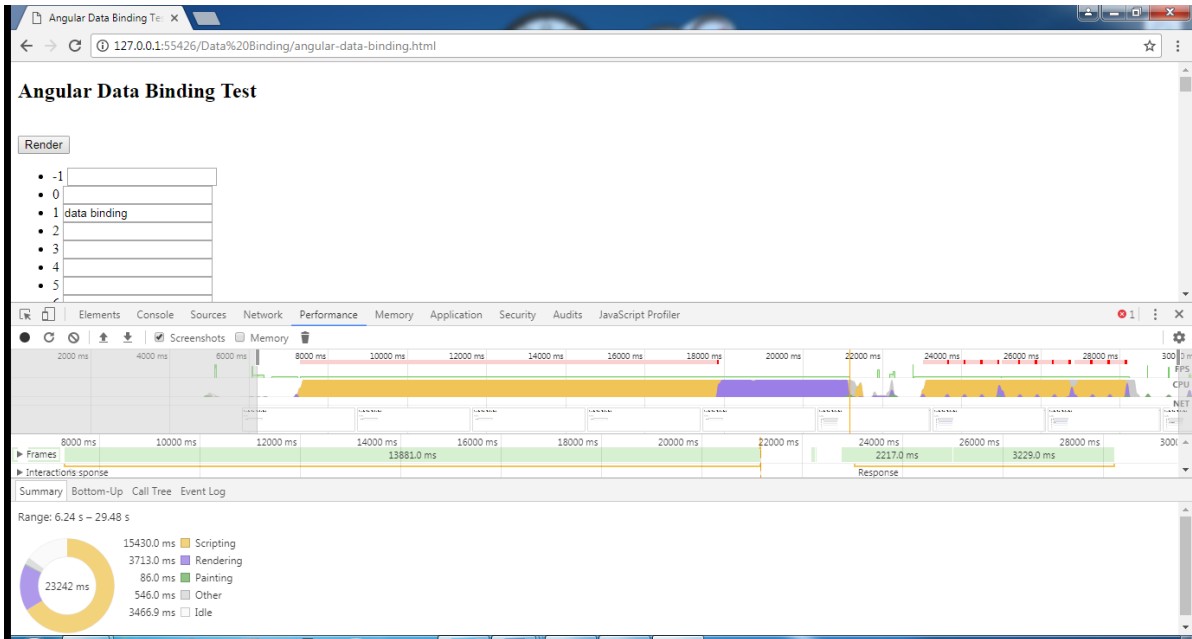 Angular Data Binding Te
127.0.0.1:55426/Data%20Binding/angular-data-binding.html
Angular Data Binding Test
Render
-1
0
1 data binding
2
3
4
5
Elements Console Sources Network Performance Memory Application Security Audits JavaScript Profiler 1
Screenshots Memory
2000 ms 4000 ms 6000 ms 8000 ms 10000 ms 12000 ms 14000 ms 16000 ms 18000 ms 20000 ms 22000 ms 24000 ms 26000 ms 28000 ms 300
FPS
CPU
NET
8000 ms 10000 ms 12000 ms 14000 ms 16000 ms 18000 ms 20000 ms 22000 ms 24000 ms 26000 ms 28000 ms 3000
Frames 13881.0 ms 2217.0 ms 3229.0 ms
Interactions sponse Response
Summary Bottom-Up Call Tree Event Log
Range: 6.24 s – 29.48 s
15430.0 ms Scripting
3713.0 ms Rendering
86.0 ms Painting
546.0 ms Other
3466.9 ms Idle
23242 ms